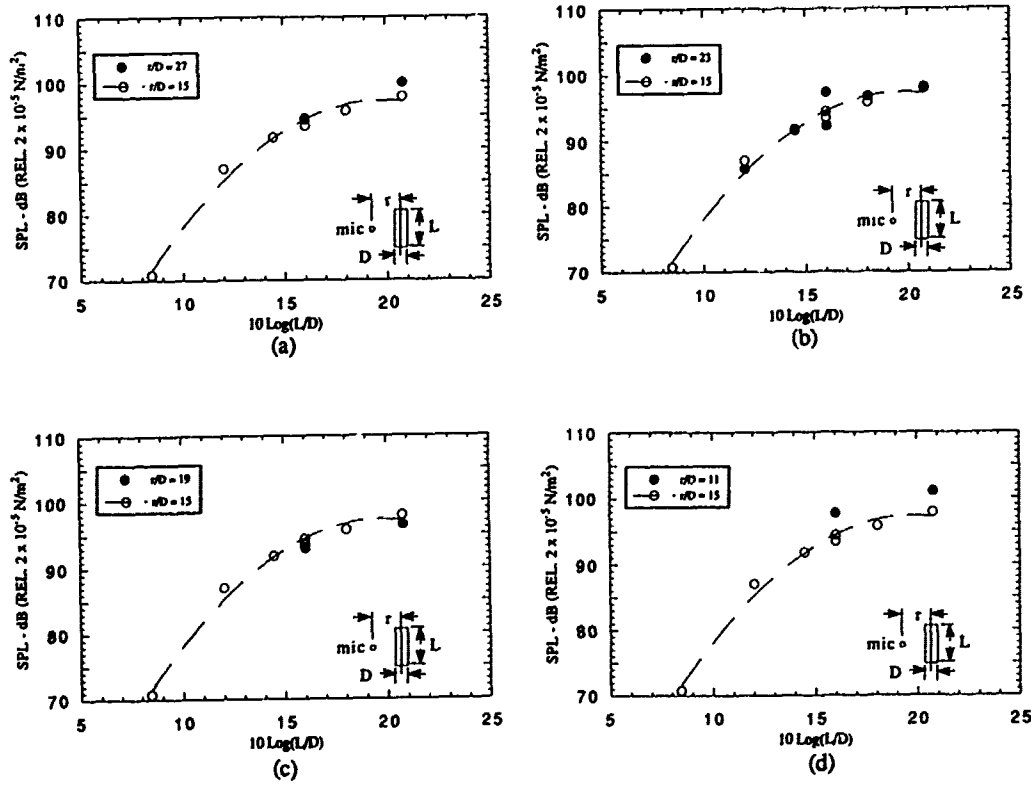 110
100
90
80
70
SPL - dB (REL. 2 x 10⁻⁵ N/m²)
r/D = 27
r/D = 15
r
mic
L
D
5 10 15 20 25
10 Log(L/D)
(a)
110
100
90
80
70
SPL - dB (REL. 2 x 10⁻⁵ N/m²)
r/D = 23
r/D = 15
r
mic
L
D
5 10 15 20 25
10 Log(L/D)
(b)
110
100
90
80
70
SPL - dB (REL. 2 x 10⁻⁵ N/m²)
r/D = 19
r/D = 15
r
mic
L
D
5 10 15 20 25
10 Log(L/D)
(c)
110
100
90
80
70
SPL - dB (REL. 2 x 10⁻⁵ N/m²)
r/D = 11
r/D = 15
r
mic
L
D
5 10 15 20 25
10 Log(L/D)
(d)